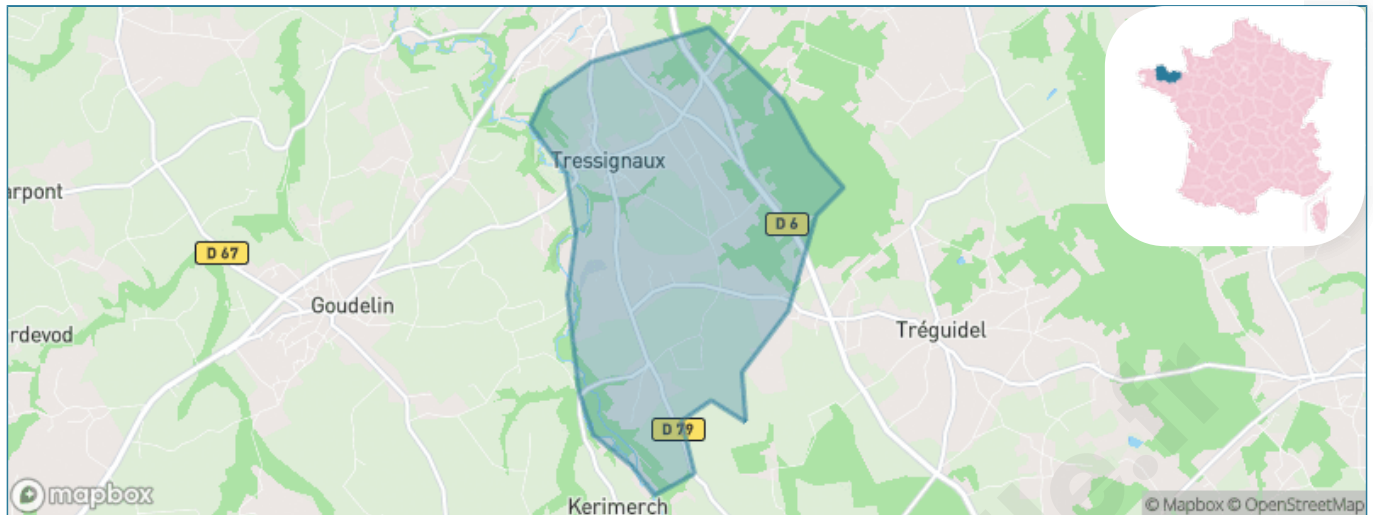 Tressignaux
arpont
D 6
D 67
Goudelin
Tréguidel
rdevod
D 79
Kerimerch
mapbox
© Mapbox © OpenStreetMap